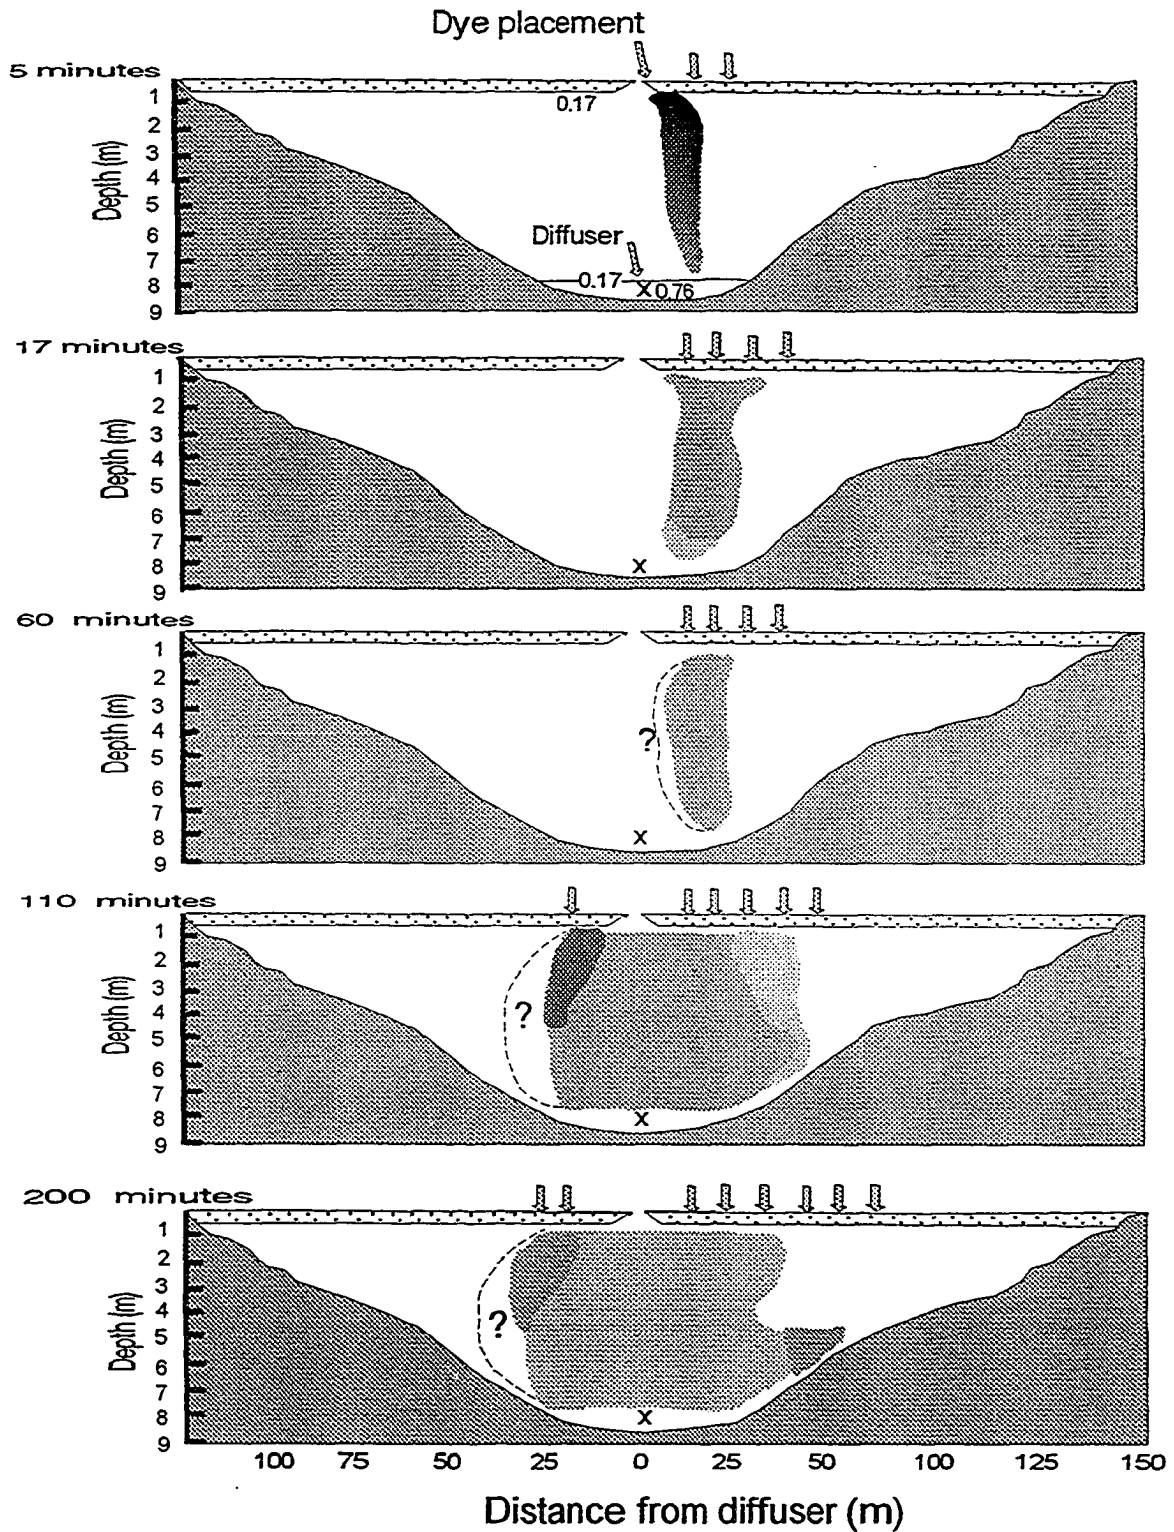 Dye placement
5 minutes
0.17
Depth (m)
1
2
3
4
5
6
7
8
9
Diffuser
0.17
X 0.76
17 minutes
Depth (m)
1
2
3
4
5
6
7
8
9
X
60 minutes
Depth (m)
1
2
3
4
5
6
7
8
9
?
X
110 minutes
Depth (m)
1
2
3
4
5
6
7
8
9
?
X
200 minutes
Depth (m)
1
2
3
4
5
6
7
8
9
?
X
100 75 50 25 0 25 50 100 125 150
Distance from diffuser (m)